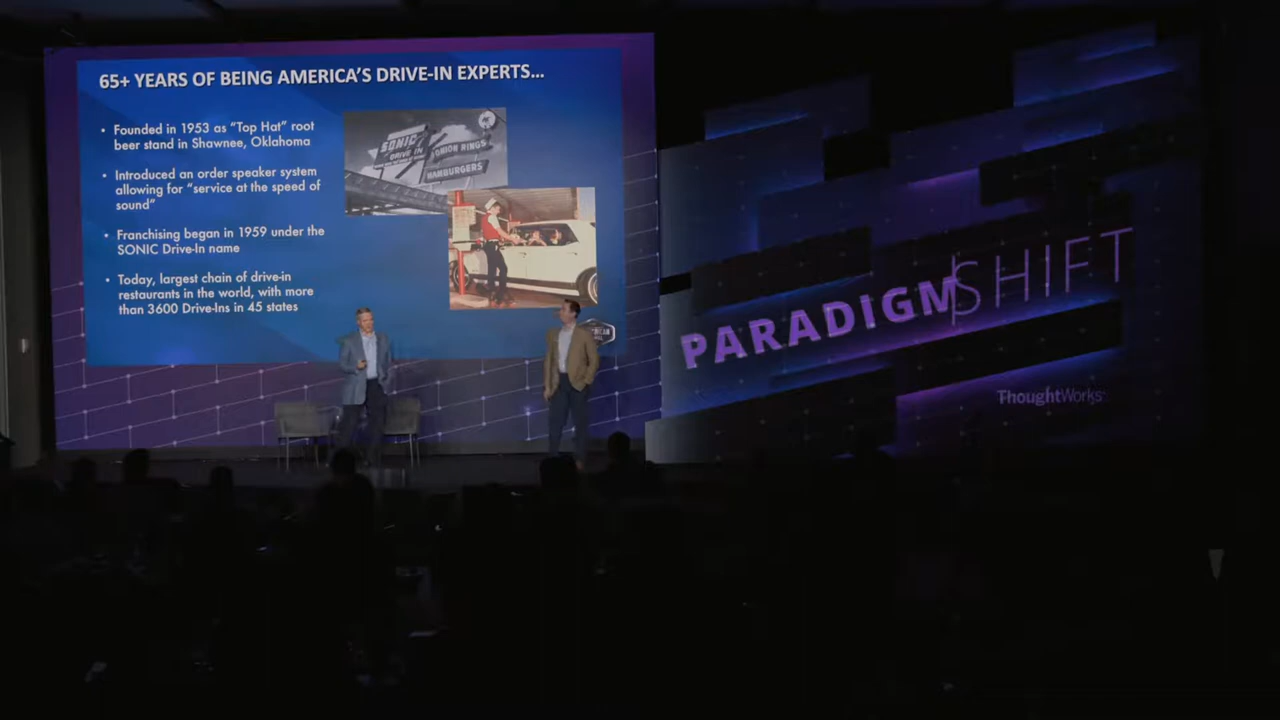 65+ YEARS OF BEING AMERICA'S DRIVE-IN EXPERTS...
• Founded in 1953 as “Top Hat” root
beer stand in Shawnee, Oklahoma
• Introduced an order speaker system
allowing for “service at the speed of
sound”
• Franchising began in 1959 under the
SONIC Drive-In name
• Today, largest chain of drive-in
restaurants in the world, with more
than 3600 Drive-Ins in 45 states
SONIC
DRIVE IN
ONION RINGS
HAMBURGERS
PARADIGM SHIFT
ThoughtWorks